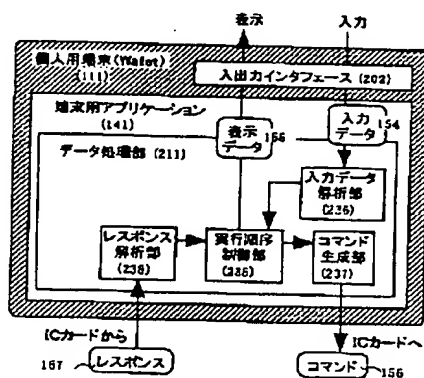 表示
入力
個人用端末(Wallet)
(111)
入出力インタフェース(202)
端末用アプリケーション
(141)
表示
データ
155
入力
データ
154
データ処理部(211)
入力データ
解析部
(236)
レスポンス
解析部
(238)
実行順序
制御部
(235)
コマンド
生成部
(237)
ICカードから
ICカードへ
167
レスポンス
コマンド
156